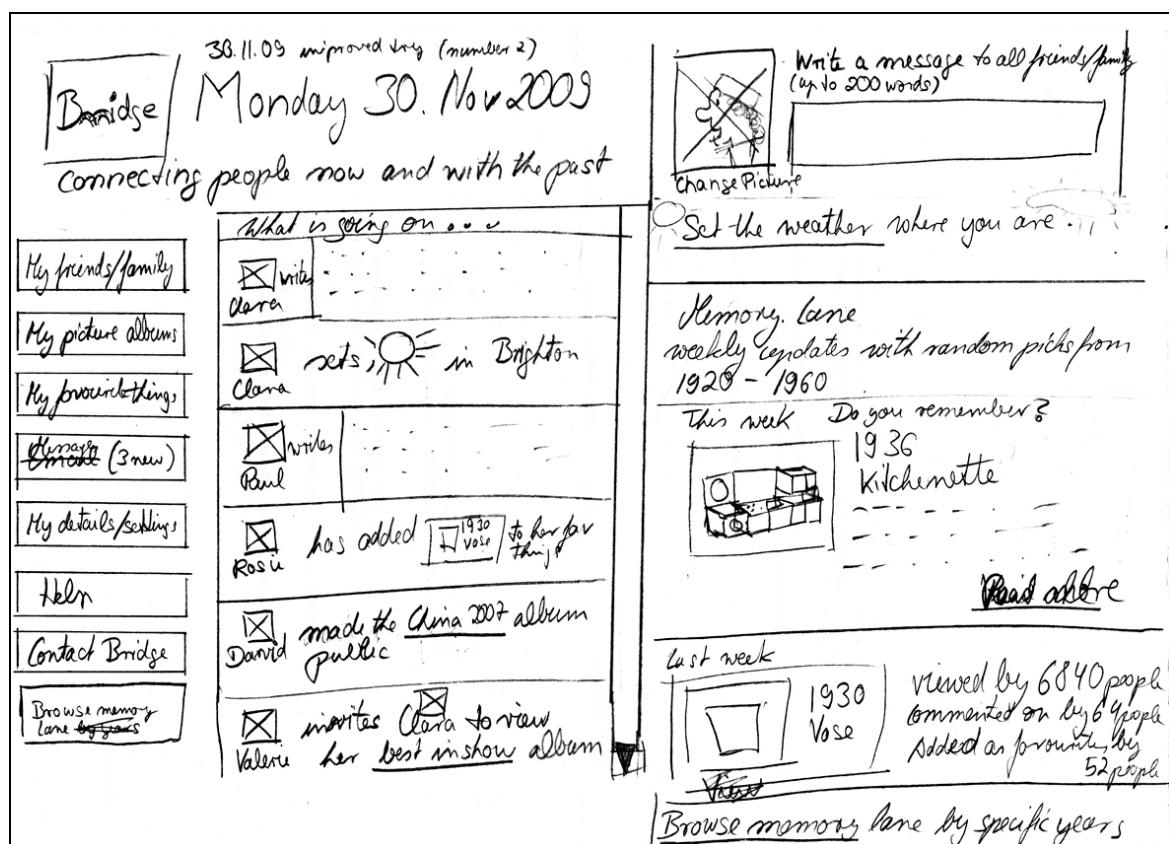 30.11.09 improved try (number 2)
Bridge
Monday 30. Nov 2009
connecting people now and with the past
My friends/family
My picture albums
My favourite things
Message (3 new)
My details/settings
Help
Contact Bridge
Browse memory
lane by years
What is going on...
writes
Clara
sets in Brighton
Clara
writes
Paul
has added 1930 Vase to her fav
things
Rosie
David made the China 2007 album
public
invites Clara to view
Valerie her best in show album
Write a message to all friends/family
(up to 200 words)
Change Picture
Set the weather where you are.
Memory Lane
weekly updates with random picks from
1920 - 1960
This week Do you remember?
1936
Kitchenette
Last week
1930
Vase
viewed by 6840 people
commented on by 64 people
Added as favourites by
52 people
Browse memory lane by specific years